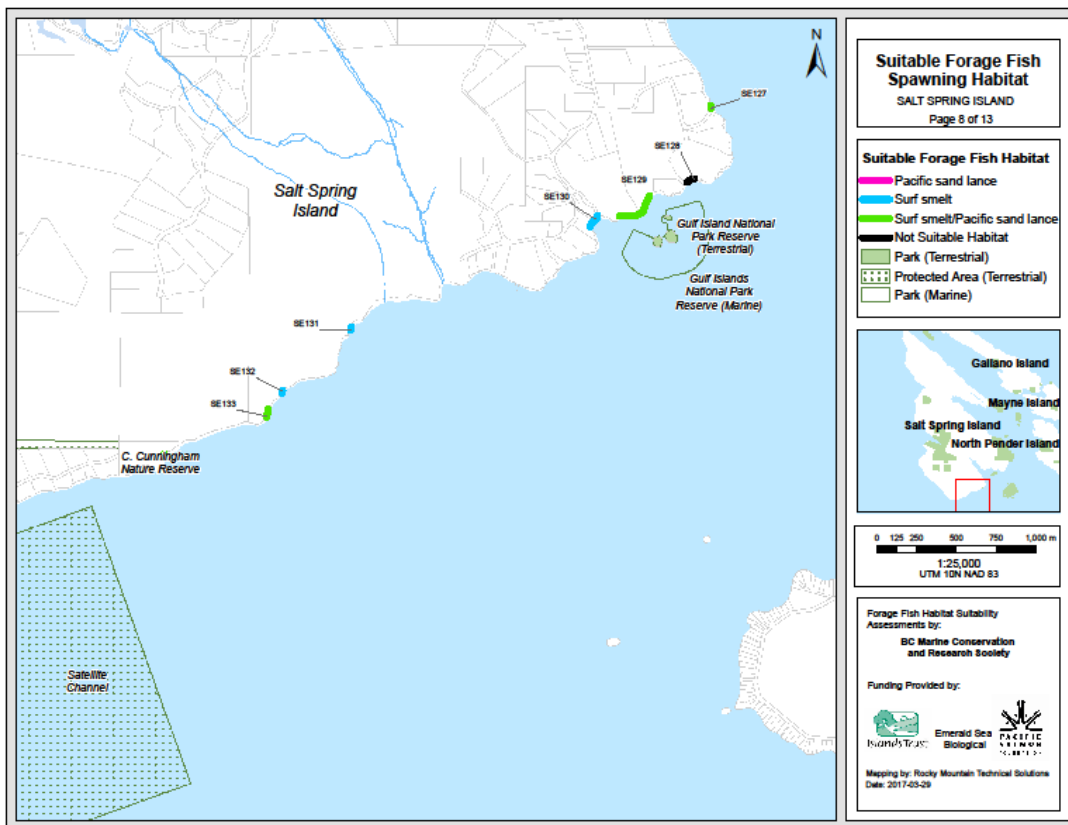 N
SE127
SE128
SE129
SE130
Salt Spring
Island
Gulf Island National
Park Reserve
(Terrestrial)
Gulf Islands
National Park
Reserve (Marine)
SE131
SE132
SE133
C. Cunningham
Nature Reserve
Satellite
Channel
Suitable Forage Fish
Spawning Habitat
SALT SPRING ISLAND
Page 8 of 13
Suitable Forage Fish Habitat
Pacific sand lance
Surf smelt
Surf smelt/Pacific sand lance
Not Suitable Habitat
Park (Terrestrial)
Protected Area (Terrestrial)
Park (Marine)
Galiano Island
Mayne Island
Salt Spring Island
North Pender Island
0 125 250 500 750 1,000 m
1:25,000
UTM 10N NAD 83
Forage Fish Habitat Suitability
Assessments by:
BC Marine Conservation
and Research Society
Funding Provided by:
Islands Trust
Emerald Sea
Biological
PACIFIC
SALMON
Mapping by: Rocky Mountain Technical Solutions
Date: 2017-03-29